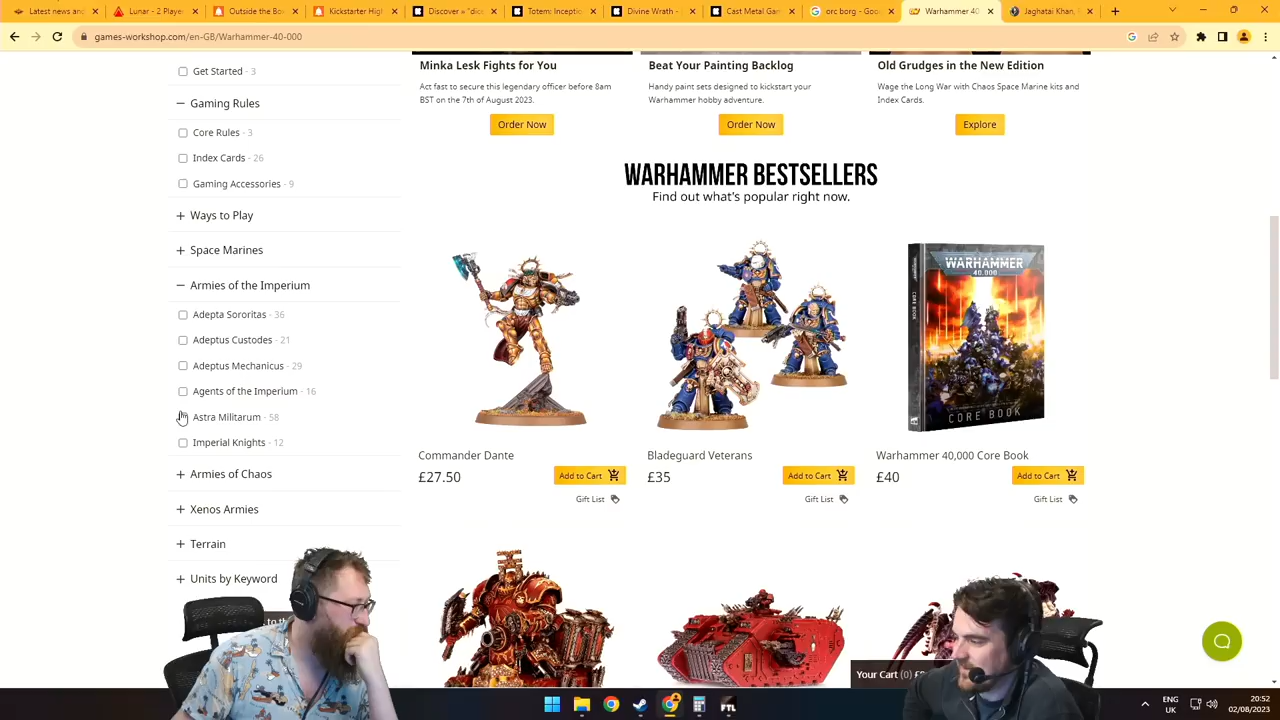 Latest news and
Lunar - 2 Player
Outside the Bo
Kickstarter Hig
Discover » "dice
Totem: Incepti
Divine Wrath -
Cast Metal Gar
orc borg - Goo
Warhammer 40
Jaghatai Khan,
games-workshop.com/en-GB/Warhammer-40-000
Get Started - 3
Gaming Rules
Core Rules - 3
Index Cards - 26
Gaming Accessories - 9
Ways to Play
Space Marines
Armies of the Imperium
Adepta Sororitas - 36
Adeptus Custodes - 21
Adeptus Mechanicus - 29
Agents of the Imperium - 16
Astra Militarum - 58
Imperial Knights - 12
Armies of Chaos
Xenos Armies
Terrain
Units by Keyword
to th
Minka Lesk Fights for You
Act fast to secure this legendary officer before 8am
BST on the 7th of August 2023.
Order Now
Beat Your Painting Backlog
Handy paint sets designed to kickstart your
Warhammer hobby adventure.
Order Now
Old Grudges in the New Edition
Wage the Long War with Chaos Space Marine kits and
Index Cards.
Explore
WARHAMMER BESTSELLERS
Find out what's popular right now.
WARHAMMER
40,000
CORE BOOK
Commander Dante
£27.50
Add to Cart
Gift List
Bladeguard Veterans
£35
Add to Cart
Gift List
Warhammer 40,000 Core Book
£40
Add to Cart
Gift List
Your Cart (0)
FTL
ENG
UK
20:52
02/08/2023